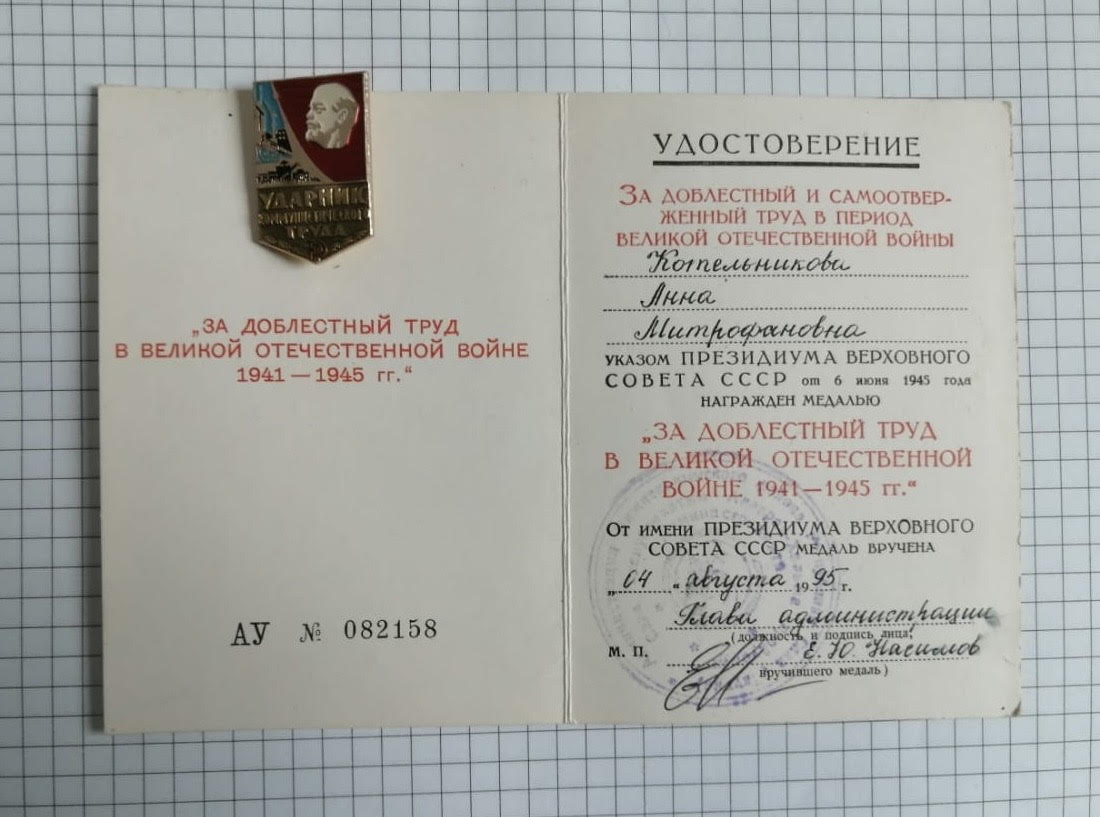 УДАРНИК
КОММУНИСТИЧЕСКОГО
ТРУДА
„ЗА ДОБЛЕСТНЫЙ ТРУД
В ВЕЛИКОЙ ОТЕЧЕСТВЕННОЙ ВОЙНЕ
1941 — 1945 гг.“
АУ № 082158
УДОСТОВЕРЕНИЕ
ЗА ДОБЛЕСТНЫЙ И САМООТВЕР-
ЖЕННЫЙ ТРУД В ПЕРИОД
ВЕЛИКОЙ ОТЕЧЕСТВЕННОЙ ВОЙНЫ
Котельникова
Анна
Митрофановна
УКАЗОМ ПРЕЗИДИУМА ВЕРХОВНОГО
СОВЕТА СССР от 6 июня 1945 года
НАГРАЖДЕН МЕДАЛЬЮ
„ЗА ДОБЛЕСТНЫЙ ТРУД
В ВЕЛИКОЙ ОТЕЧЕСТВЕННОЙ
ВОЙНЕ 1941 — 1945 гг.“
ОТ ИМЕНИ ПРЕЗИДИУМА ВЕРХОВНОГО
СОВЕТА СССР МЕДАЛЬ ВРУЧЕНА
„04 “ августа 1995 г.
Глава администрации
(должность и подпись лица,
М. П. Е. Ю. Насимов
вручившего медаль)